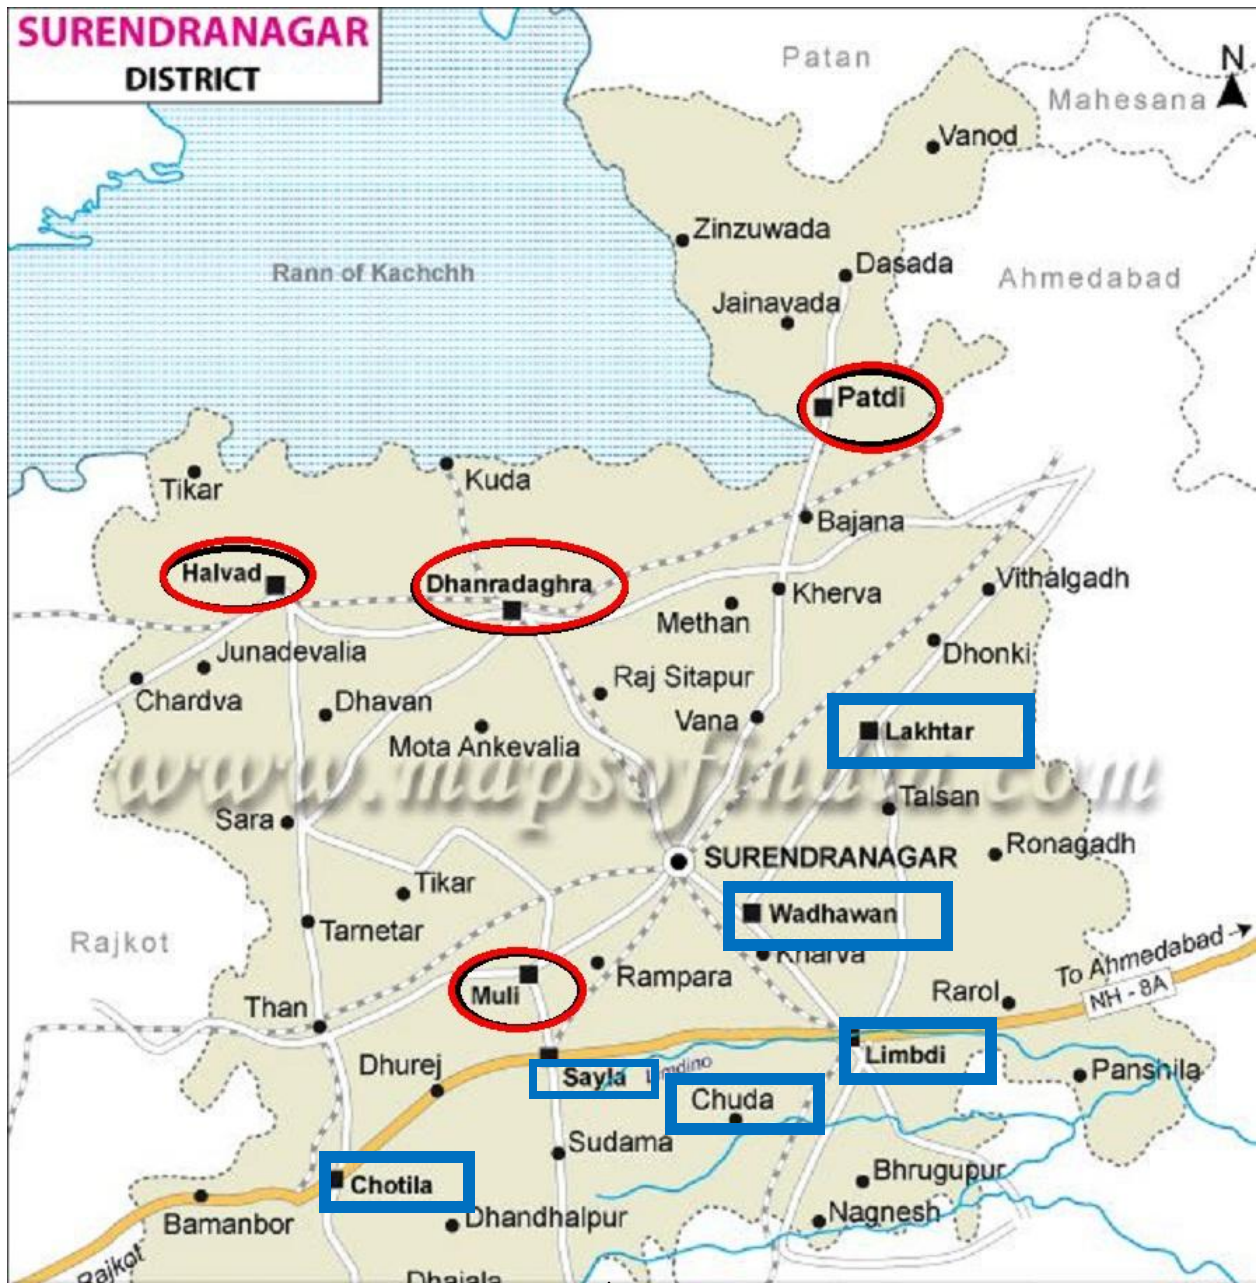 SURENDRANAGAR
DISTRICT
Patan
N
Mahesana
Vanod
Zinzuwada
Rann of Kachchh
Dasada
Ahmedabad
Jainavada
Patdi
Tikar
Kuda
Bajana
Halvad
Dhanradaghra
Kherva
Vithalgadh
Methan
Junadevalia
Dhonki
Raj Sitapur
Chardva
Dhavan
Vana
Lakhtar
Mota Ankevalia
www.mapsofindia.com
Talsan
Sara
Ronagadh
SURENDRANAGAR
Tikar
Wadhawan
Tarnetar
Rajkot
Kharva
Rampara
To Ahmedabad
NH - 8A
Muli
Rarol
Than
Limbdi
Dhurej
Sayla
Limdino
Panshila
Chuda
Sudama
Bhrugupur
Chotila
Bamanbor
Dhandhalpur
Nagnesh
Rajkot
Dhajala